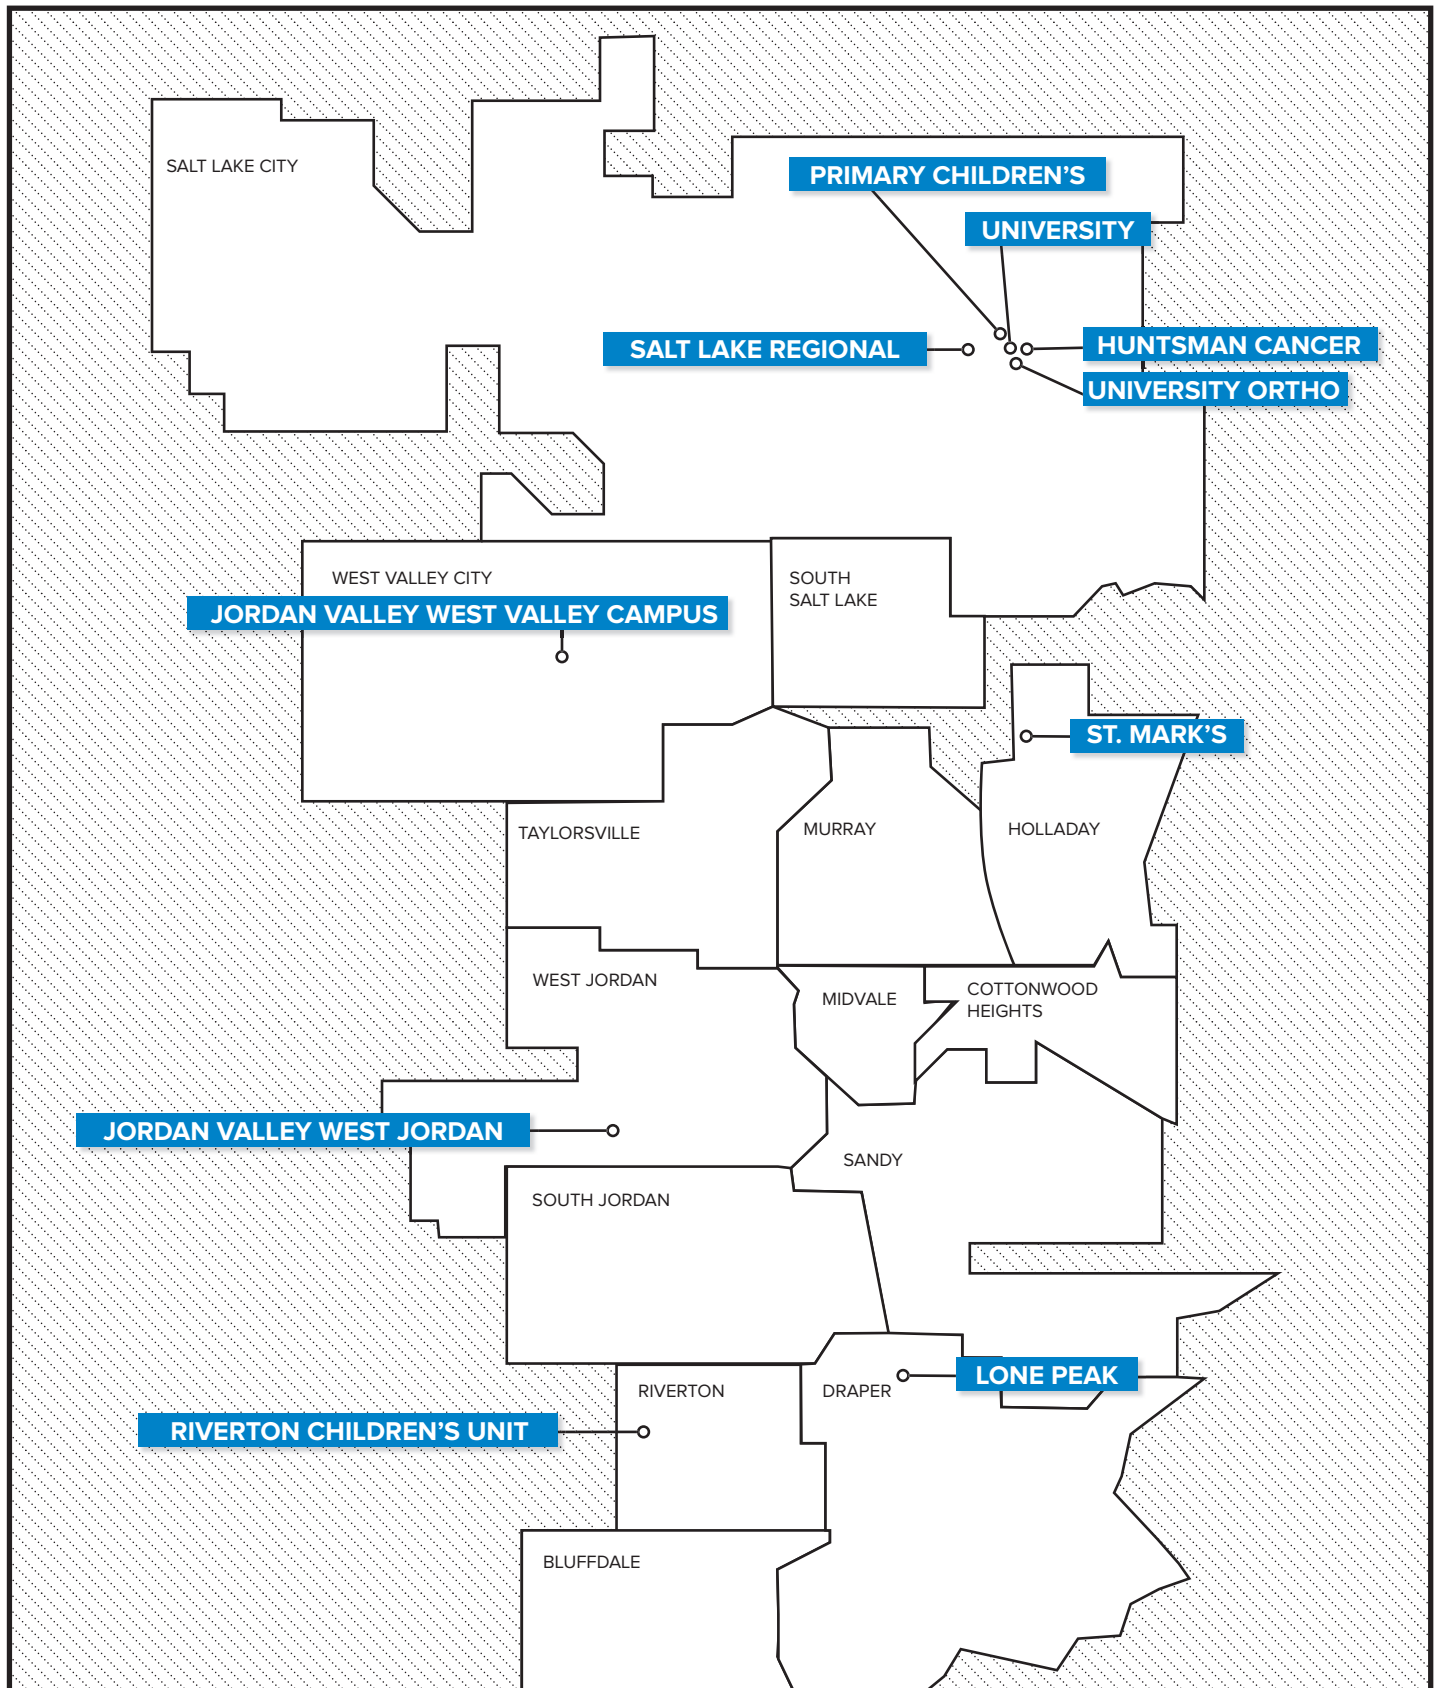 SALT LAKE CITY
PRIMARY CHILDREN’S
UNIVERSITY
SALT LAKE REGIONAL
HUNTSMAN CANCER
UNIVERSITY ORTHO
WEST VALLEY CITY
SOUTH
SALT LAKE
JORDAN VALLEY WEST VALLEY CAMPUS
ST. MARK’S
TAYLORSVILLE
MURRAY
HOLLADAY
WEST JORDAN
MIDVALE
COTTONWOOD
HEIGHTS
JORDAN VALLEY WEST JORDAN
SANDY
SOUTH JORDAN
LONE PEAK
RIVERTON
DRAPER
RIVERTON CHILDREN’S UNIT
BLUFFDALE